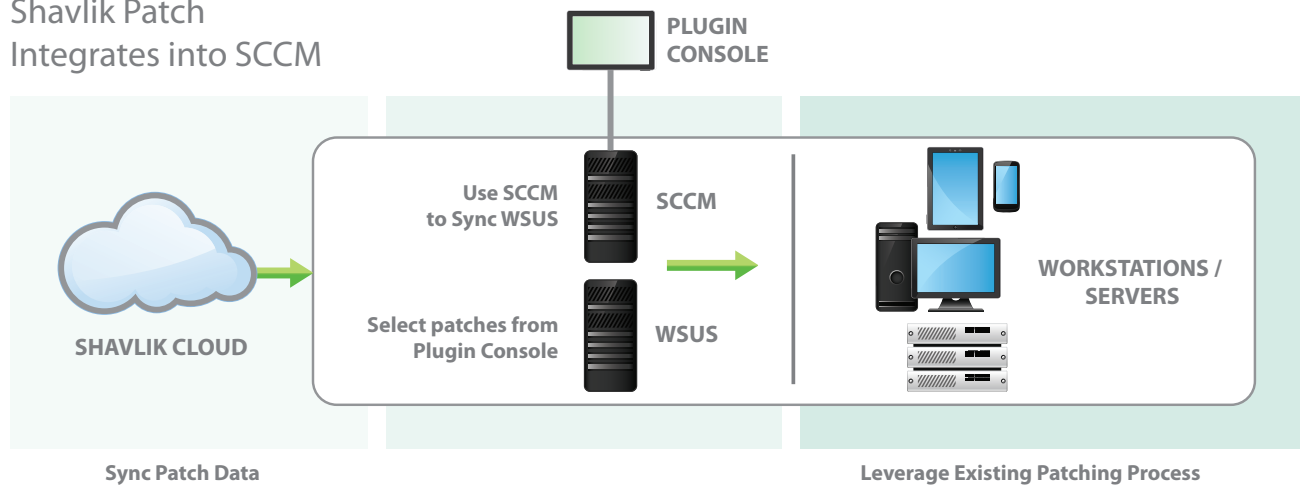 Shavlik Patch
Integrates into SCCM
PLUGIN
CONSOLE
Use SCCM
to Sync WSUS
SCCM
Select patches from
Plugin Console
WSUS
SHAVLIK CLOUD
WORKSTATIONS /
SERVERS
Sync Patch Data
Leverage Existing Patching Process